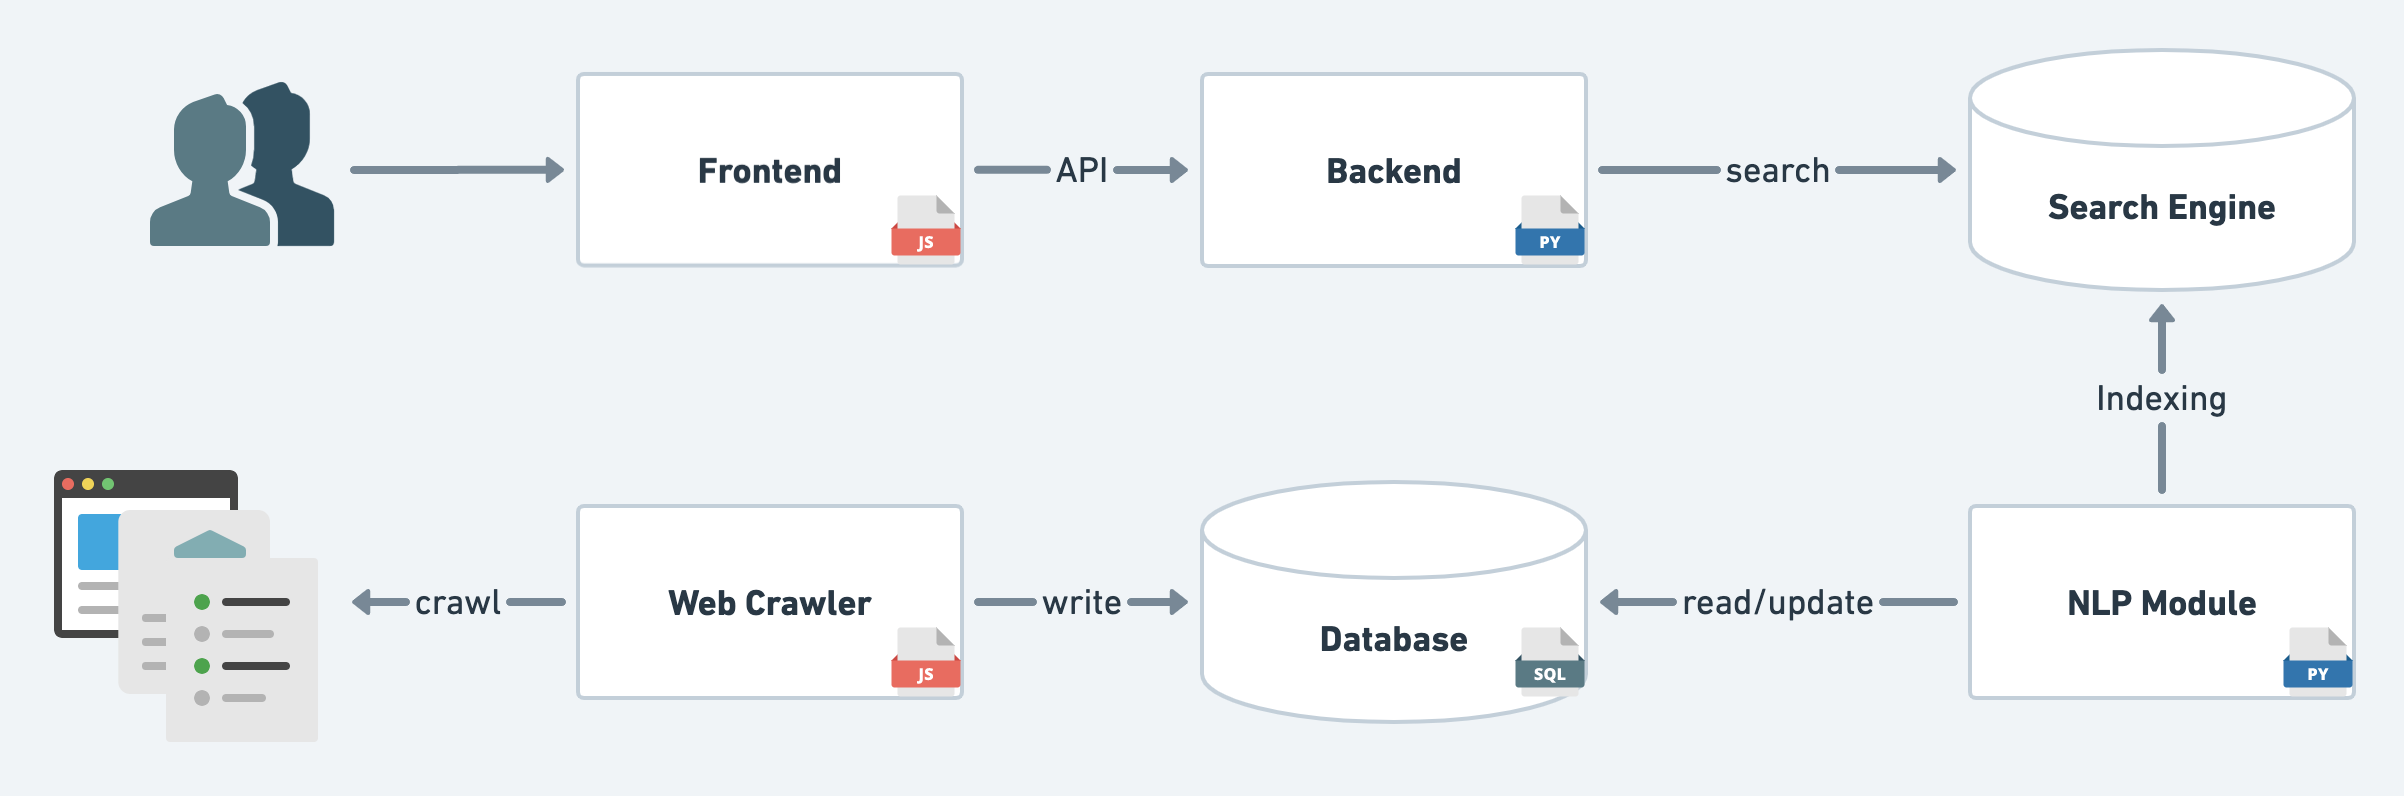 Frontend
JS
API
Backend
PY
search
Search Engine
Indexing
crawl
Web Crawler
JS
write
Database
SQL
read/update
NLP Module
PY